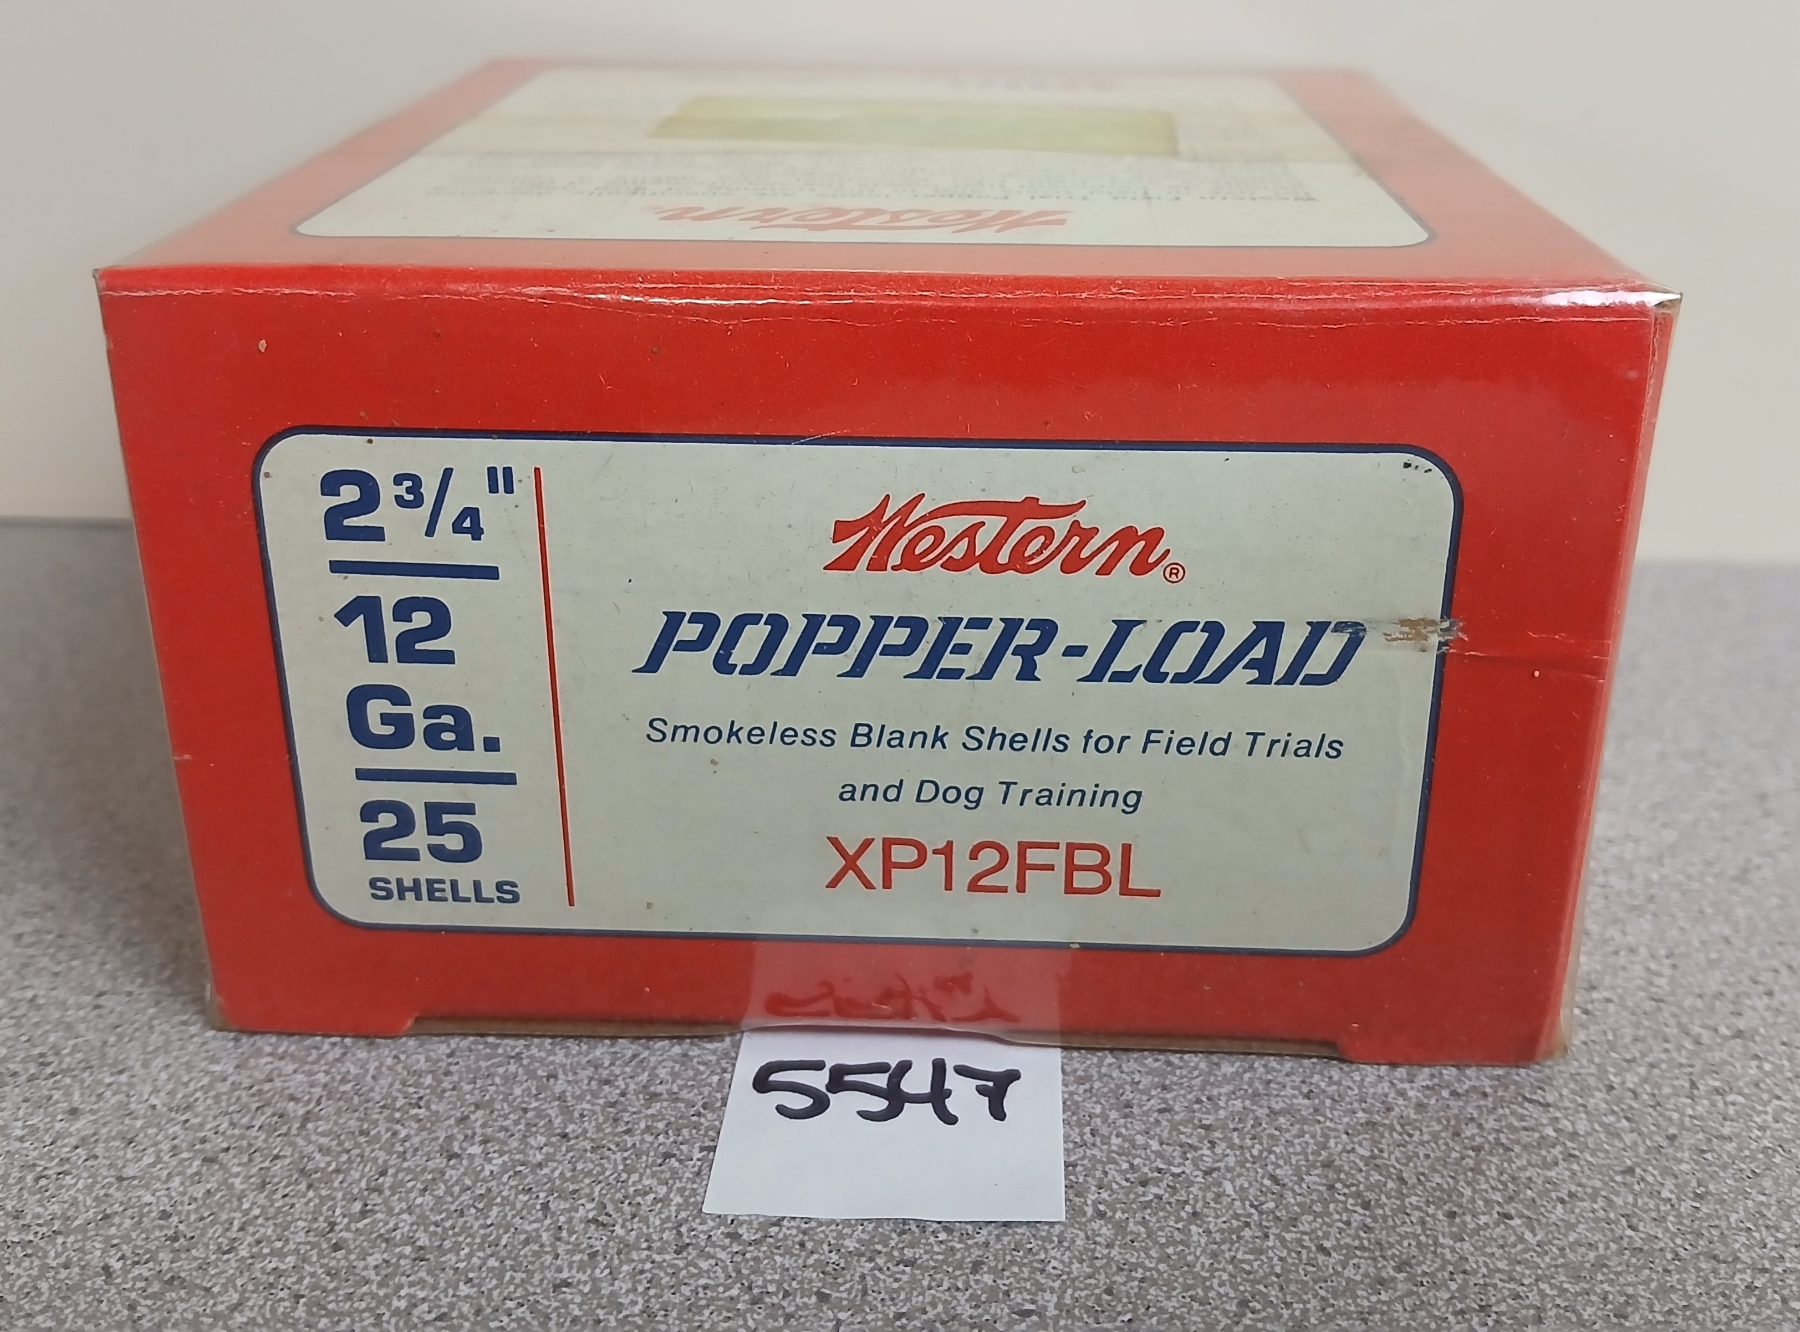 Western
2 3/4"
12
Ga.
25
SHELLS
Western®
POPPER-LOAD
Smokeless Blank Shells for Field Trials
and Dog Training
XP12FBL
5547